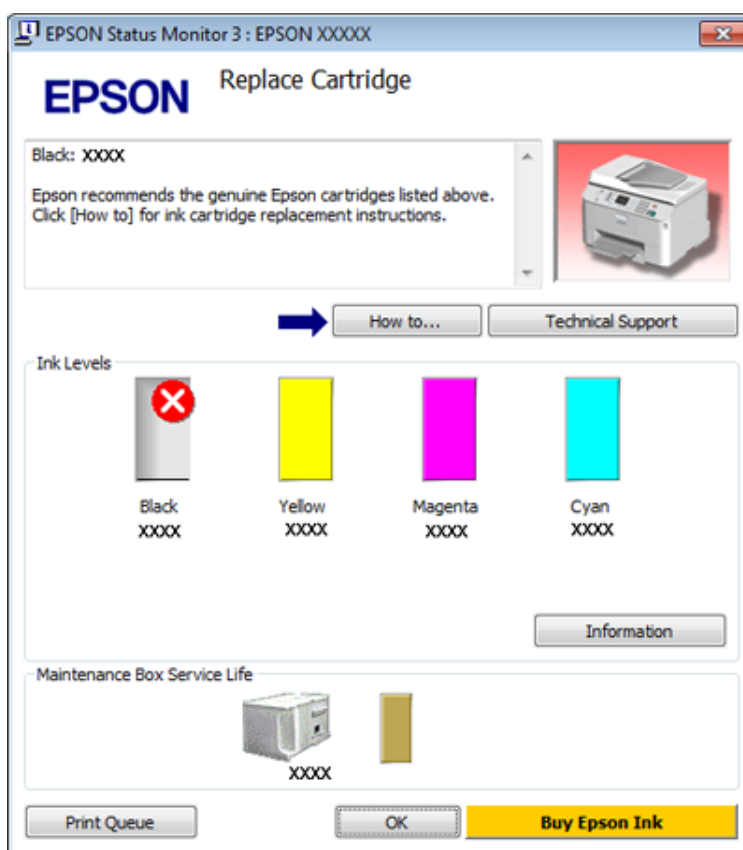 EPSON Status Monitor 3 : EPSON XXXXX
EPSON
Replace Cartridge
Black: XXXX
Epson recommends the genuine Epson cartridges listed above.
Click [How to] for ink cartridge replacement instructions.
How to...
Technical Support
Ink Levels
Black
Yellow
Magenta
Cyan
XXXX
XXXX
XXXX
XXXX
Information
Maintenance Box Service Life
XXXX
Print Queue
OK
Buy Epson Ink